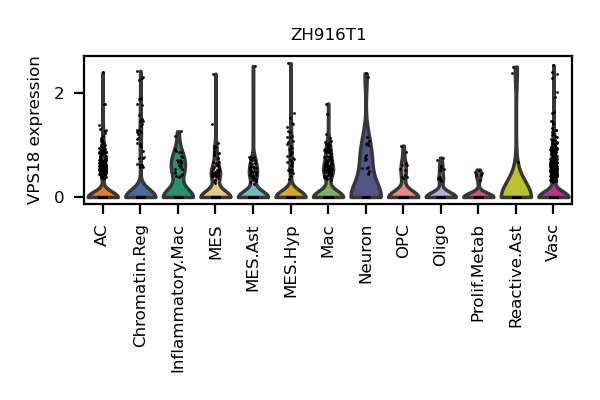 ZH916T1
VPS18 expression
2
0
AC
Chromatin.Reg
Inflammatory.Mac
MES
MES.Ast
MES.Hyp
Mac
Neuron
OPC
Oligo
Prolif.Metab
Reactive.Ast
Vasc